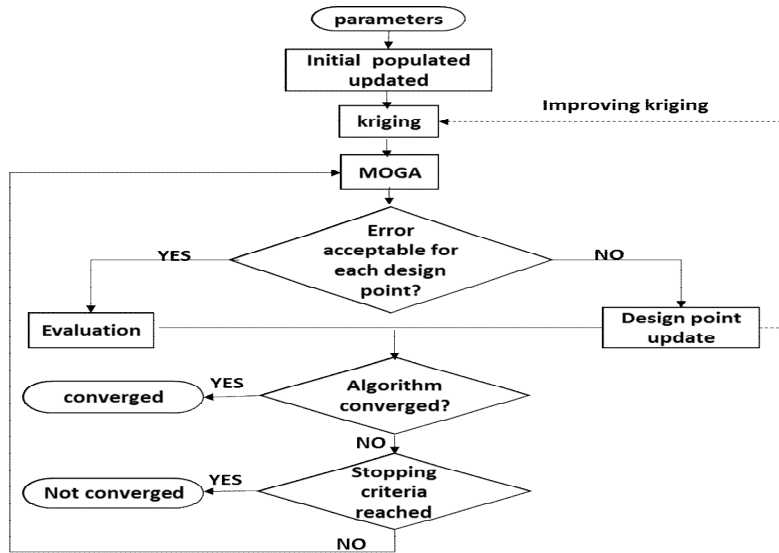 parameters
Initial populated
updated
Improving kriging
kriging
MOGA
Error
acceptable for
each design
point?
YES
NO
Evaluation
Design point
update
Algorithm
converged?
YES
converged
NO
Stopping
criteria
reached
YES
Not converged
NO